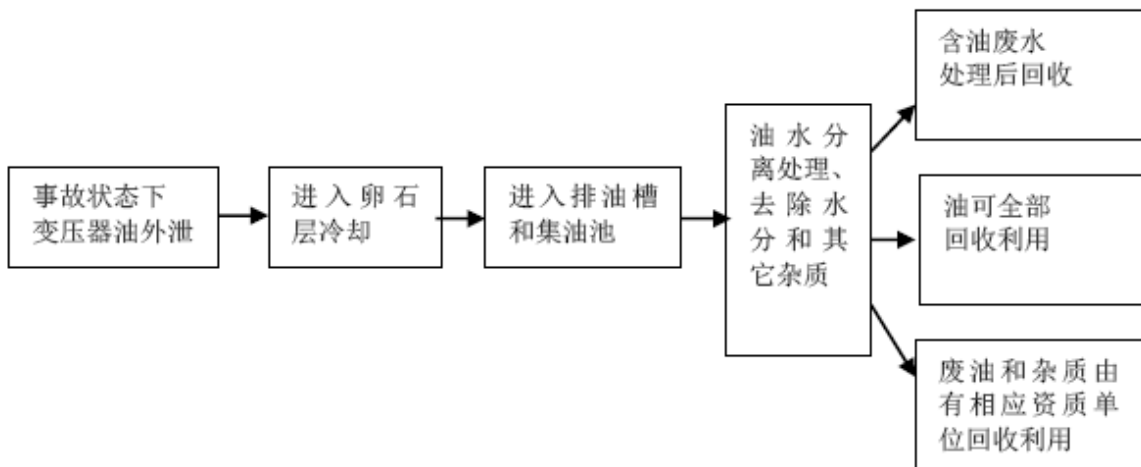 事故状态下
变压器油外泄
进入卵石
层冷却
进入排油槽
和集油池
油水分
离处理、
去除水
分和其
它杂质
含油废水
处理后回收
油可全部
回收利用
废油和杂质由
有相应资质单
位回收利用